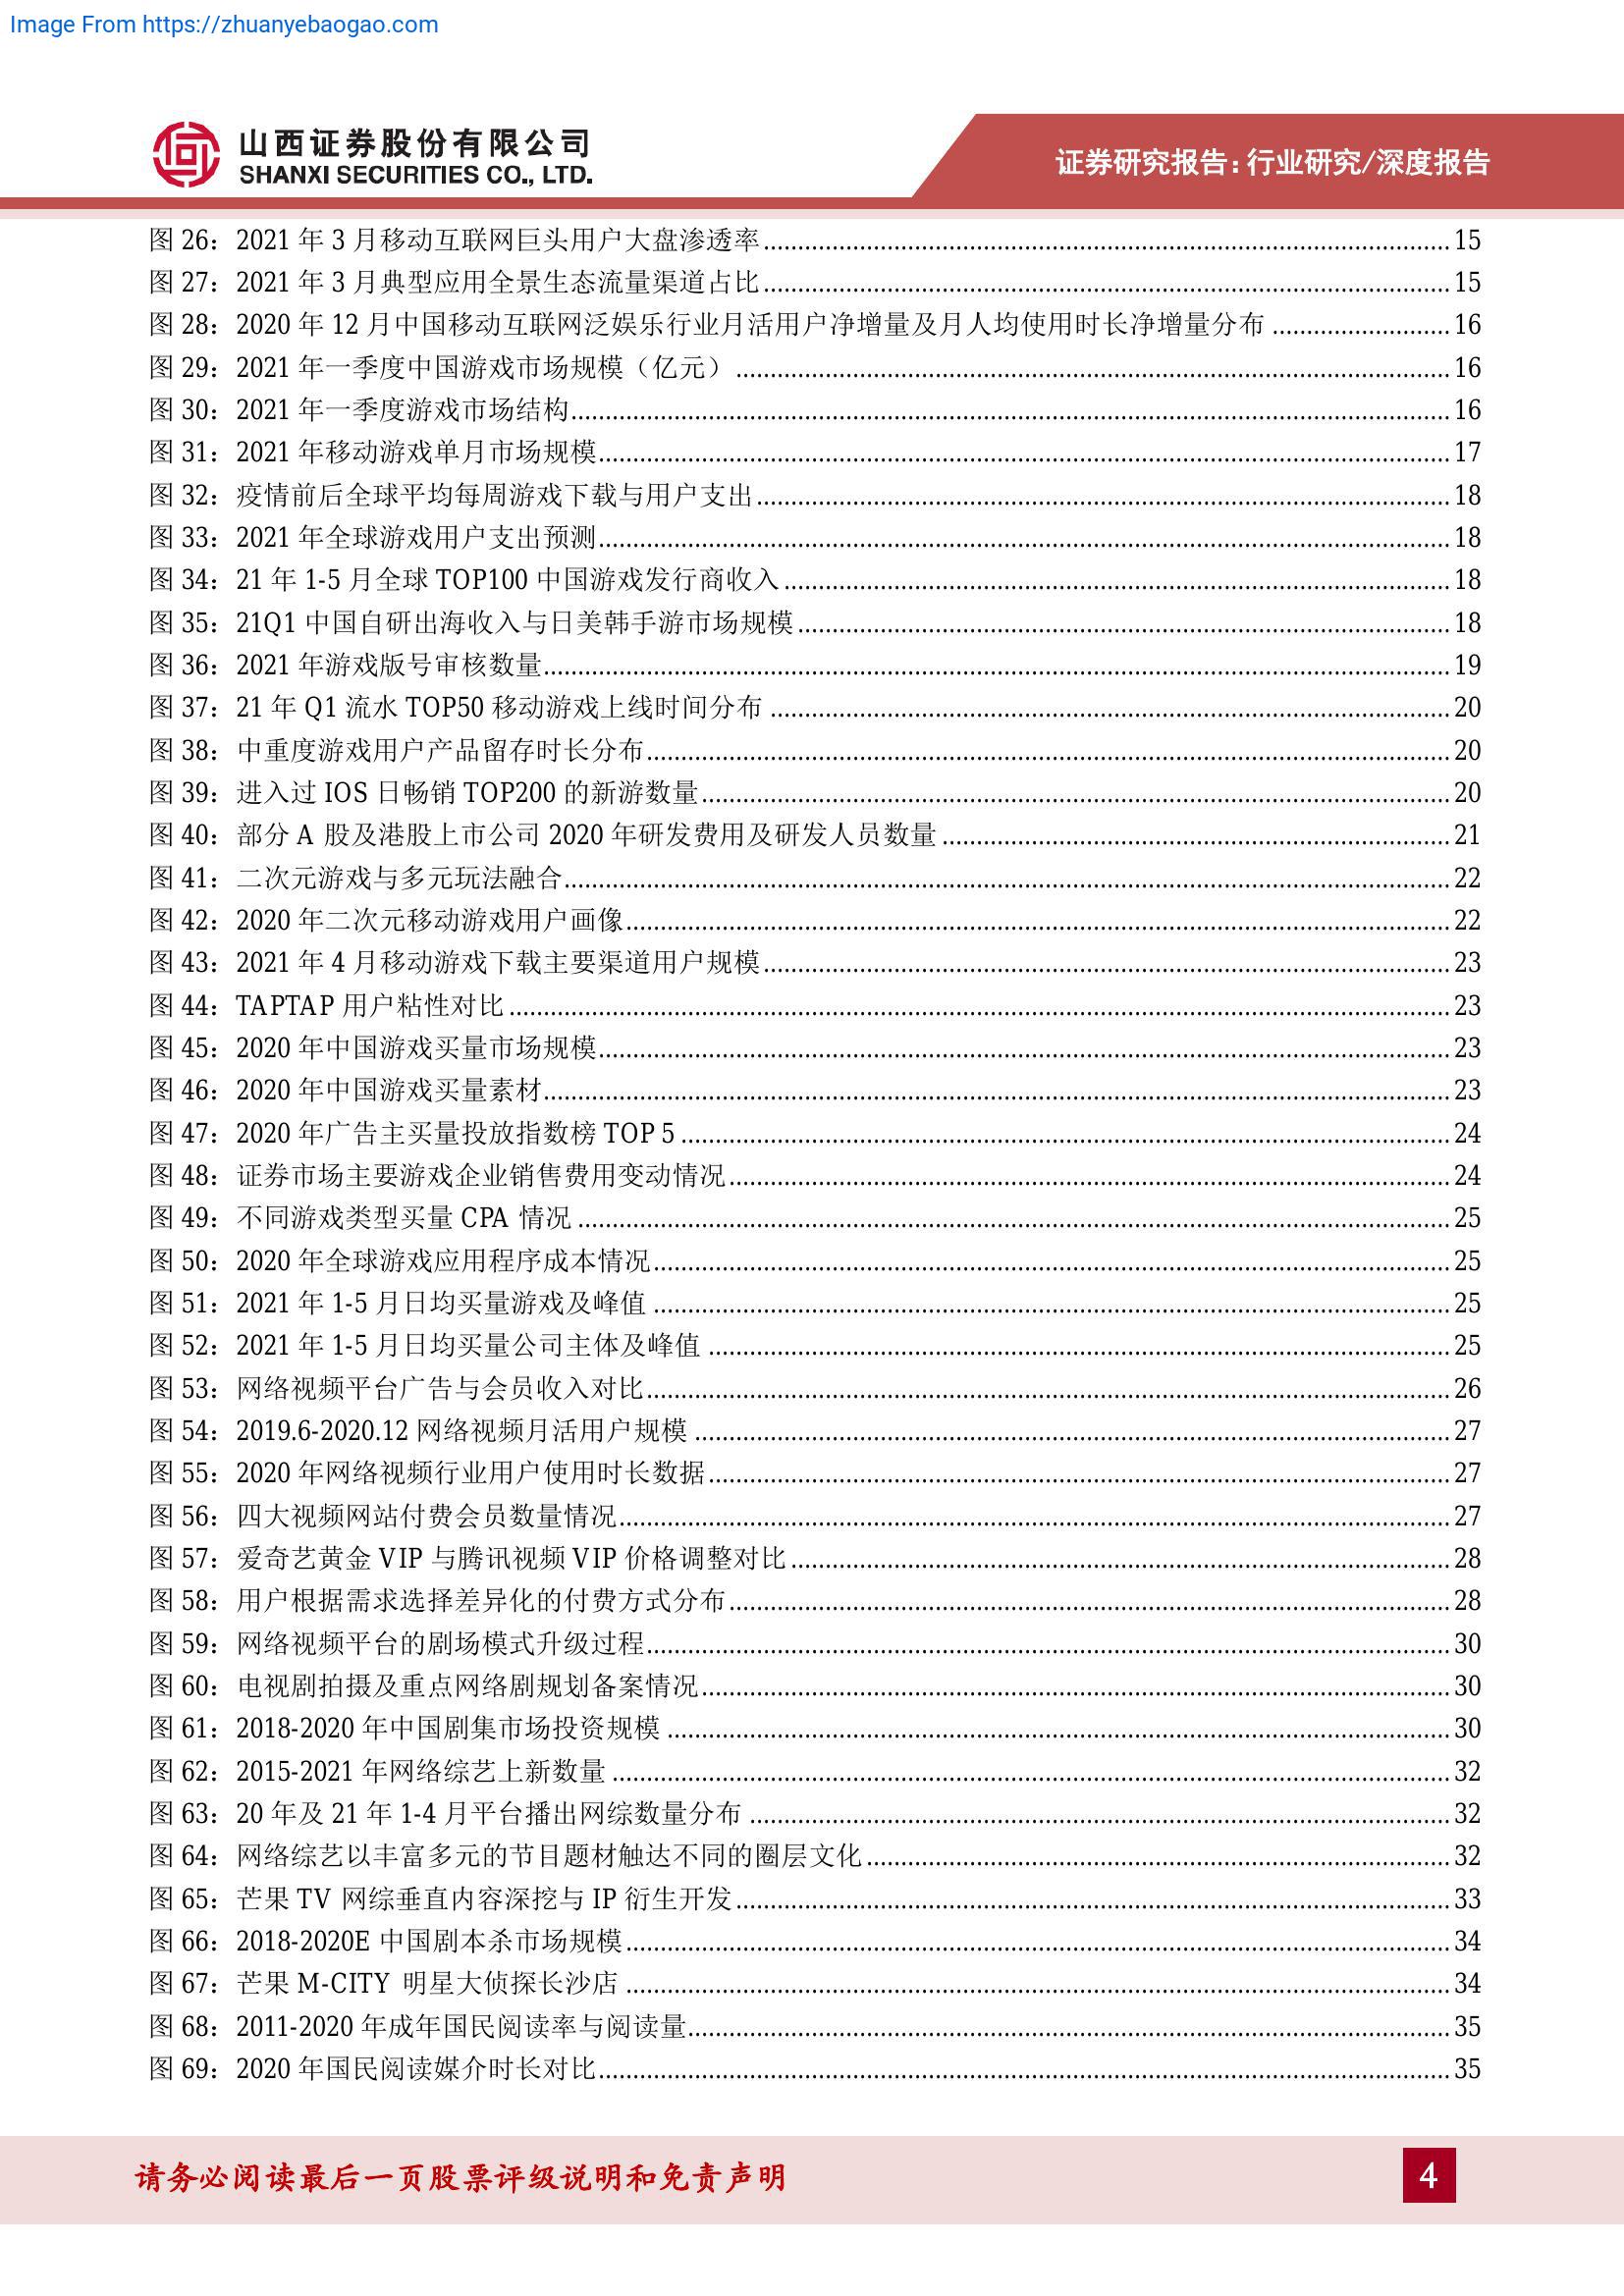 Image From https://zhuanyebaogao.com
山西证券股份有限公司
SHANXI SECURITIES CO., LTD.
证券研究报告：行业研究/深度报告
图 26：2021 年 3 月移动互联网巨头用户大盘渗透率 15
图 27：2021 年 3 月典型应用全景生态流量渠道占比 15
图 28：2020 年 12 月中国移动互联网泛娱乐行业月活用户净增量及月人均使用时长净增量分布 16
图 29：2021 年一季度中国游戏市场规模（亿元） 16
图 30：2021 年一季度游戏市场结构 16
图 31：2021 年移动游戏单月市场规模 17
图 32：疫情前后全球平均每周游戏下载与用户支出 18
图 33：2021 年全球游戏用户支出预测 18
图 34：21 年 1-5 月全球 TOP100 中国游戏发行商收入 18
图 35：21Q1 中国自研出海收入与日美韩手游市场规模 18
图 36：2021 年游戏版号审核数量 19
图 37：21 年 Q1 流水 TOP50 移动游戏上线时间分布 20
图 38：中重度游戏用户产品留存时长分布 20
图 39：进入过 IOS 日畅销 TOP200 的新游数量 20
图 40：部分 A 股及港股上市公司 2020 年研发费用及研发人员数量 21
图 41：二次元游戏与多元玩法融合 22
图 42：2020 年二次元移动游戏用户画像 22
图 43：2021 年 4 月移动游戏下载主要渠道用户规模 23
图 44：TAPTAP 用户粘性对比 23
图 45：2020 年中国游戏买量市场规模 23
图 46：2020 年中国游戏买量素材 23
图 47：2020 年广告主买量投放指数榜 TOP 5 24
图 48：证券市场主要游戏企业销售费用变动情况 24
图 49：不同游戏类型买量 CPA 情况 25
图 50：2020 年全球游戏应用程序成本情况 25
图 51：2021 年 1-5 月日均买量游戏及峰值 25
图 52：2021 年 1-5 月日均买量公司主体及峰值 25
图 53：网络视频平台广告与会员收入对比 26
图 54：2019.6-2020.12 网络视频月活用户规模 27
图 55：2020 年网络视频行业用户使用时长数据 27
图 56：四大视频网站付费会员数量情况 27
图 57：爱奇艺黄金 VIP 与腾讯视频 VIP 价格调整对比 28
图 58：用户根据需求选择差异化的付费方式分布 28
图 59：网络视频平台的剧场模式升级过程 30
图 60：电视剧拍摄及重点网络剧规划备案情况 30
图 61：2018-2020 年中国剧集市场投资规模 30
图 62：2015-2021 年网络综艺上新数量 32
图 63：20 年及 21 年 1-4 月平台播出网综数量分布 32
图 64：网络综艺以丰富多元的节目题材触达不同的圈层文化 32
图 65：芒果 TV 网综垂直内容深挖与 IP 衍生开发 33
图 66：2018-2020E 中国剧本杀市场规模 34
图 67：芒果 M-CITY 明星大侦探长沙店 34
图 68：2011-2020 年成年国民阅读率与阅读量 35
图 69：2020 年国民阅读媒介时长对比 35
请务必阅读最后一页股票评级说明和免责声明
4